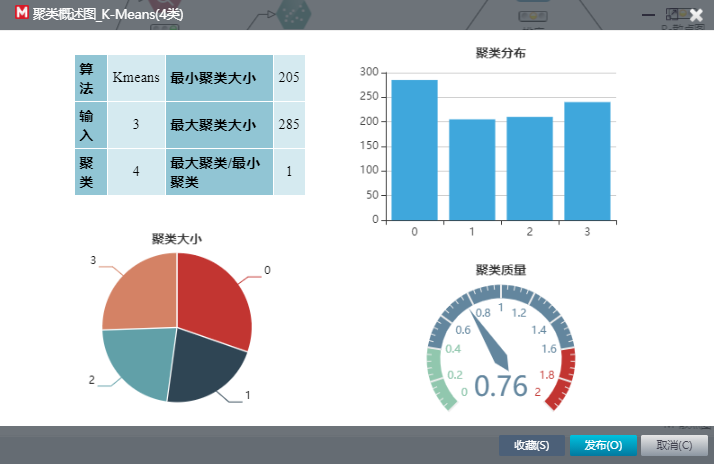 M 聚类概述图_K-Means(4类)
算法 Kmeans 最小聚类大小 205
输入 3 最大聚类大小 285
聚类 4 最大聚类/最小聚类 1
聚类分布
300
250
200
150
100
50
0
0 1 2 3
聚类大小
3 0
2 1
聚类质量
0 0.2 0.4 0.6 0.8 1 1.2 1.4 1.6 1.8 2
0.76
收藏(S) 发布(O) 取消(C)